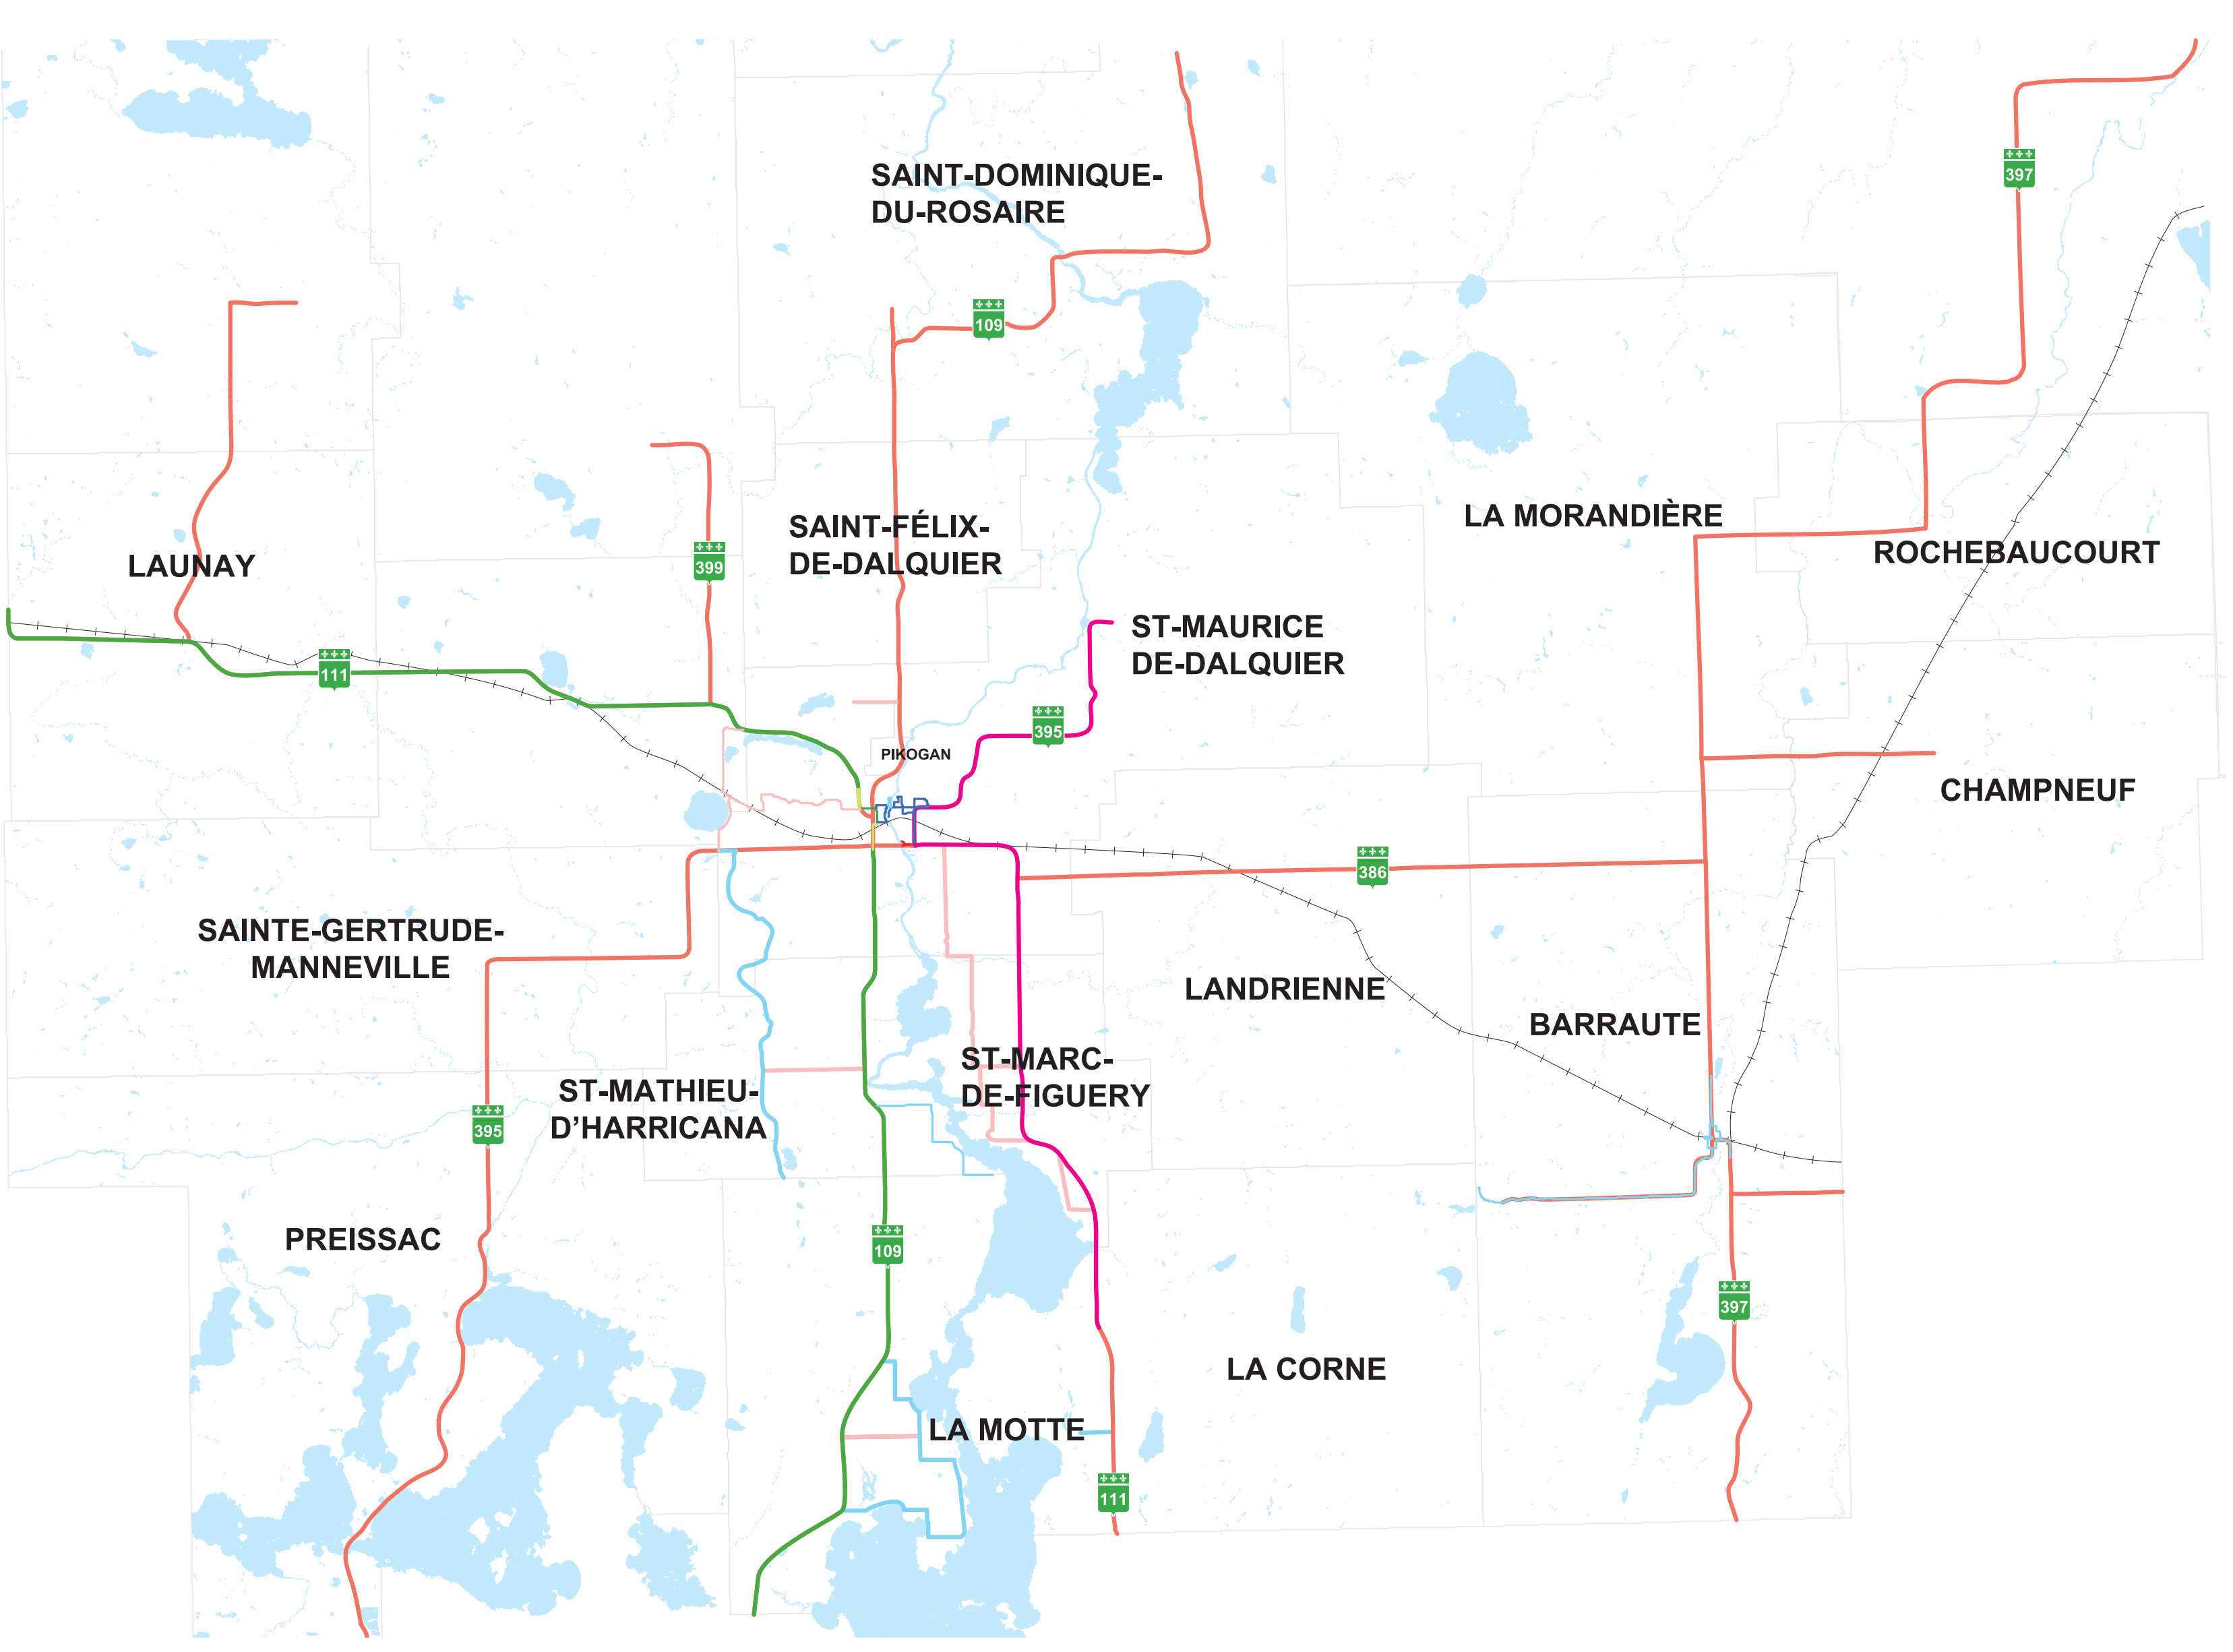 397
SAINT-DOMINIQUE-
DU-ROSAIRE
109
LA MORANDIÈRE
SAINT-FÉLIX-
DE-DALQUIER
ROCHEBAUCOURT
LAUNAY
399
ST-MAURICE
DE-DALQUIER
111
395
PIKOGAN
CHAMPNEUF
386
SAINTE-GERTRUDE-
MANNEVILLE
LANDRIENNE
BARRAUTE
ST-MARC-
DE-FIGUERY
ST-MATHIEU-
D’HARRICANA
395
PREISSAC
109
397
LA CORNE
LA MOTTE
111